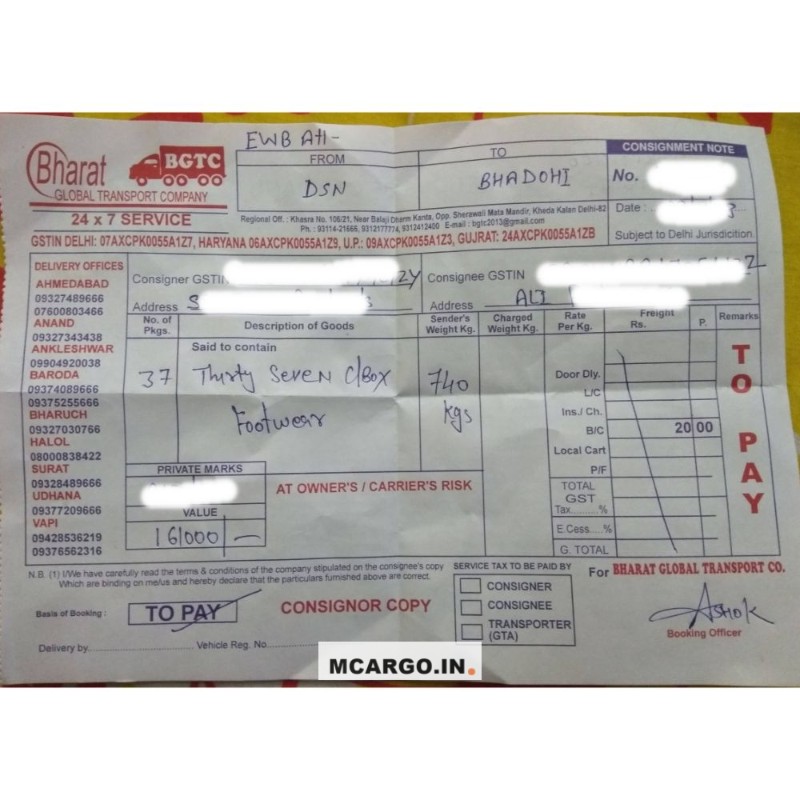 EWB Att-
Bharat BGTC
GLOBAL TRANSPORT COMPANY
24 x 7 SERVICE
FROM
DSN
TO
BHADOHI
CONSIGNMENT NOTE
No.
Date :
Subject to Delhi Jurisdiction
Regional Off. : Khasra No. 106/21, Near Balaji Dharm Kanta, Opp. Sherawali Mata Mandir, Kheda Kalan Delhi-82
Ph. : 93114-21666, 9312177774, 9312412400 E-mail : bgtc2013@gmail.com
GSTIN DELHI: 07AXCPK0055A1Z7, HARYANA 06AXCPK0055A1Z9, U.P.: 09AXCPK0055A1Z3, GUJRAT: 24AXCPK0055A1ZB
DELIVERY OFFICES
AHMEDABAD
09327489666
07600803466
ANAND
09327343438
ANKLESHWAR
09904920038
BARODA
09374089666
09375255666
BHARUCH
09327030766
HALOL
08000838422
SURAT
09328489666
UDHANA
09377209666
VAPI
09428536219
09376562316
Consigner GSTIN
Address
Consignee GSTIN
Address ALI
No. of Pkgs.
Description of Goods
Sender's Weight Kg.
Charged Weight Kg.
Rate Per Kg.
Freight
Rs. P.
Remarks
Said to contain
37 Thirty Seven C/Box 740 kgs
Footwear
Door Dly.
L/C
Ins./ Ch.
B/C 20 00
Local Cart
P/F
TOTAL
GST
Tax..........%
E.Cess.....%
G. TOTAL
TO PAY
PRIVATE MARKS
VALUE
161000/-
AT OWNER'S / CARRIER'S RISK
N.B. (1) I/We have carefully read the terms & conditions of the company stipulated on the consignee's copy
Which are binding on me/us and hereby declare that the particulars furnished above are correct.
Basis of Booking : TO PAY
CONSIGNOR COPY
SERVICE TAX TO BE PAID BY
CONSIGNER
CONSIGNEE
TRANSPORTER (GTA)
For BHARAT GLOBAL TRANSPORT CO.
ASHOK
Booking Officer
Delivery by.................... Vehicle Reg. No.
MCARGO.IN.